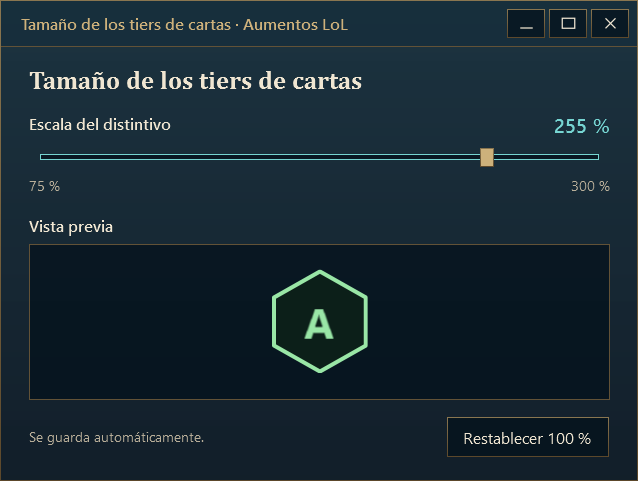 Tamaño de los tiers de cartas · Aumentos LoL
Tamaño de los tiers de cartas
Escala del distintivo
255 %
75 %
300 %
Vista previa
A
Se guarda automáticamente.
Restablecer 100 %